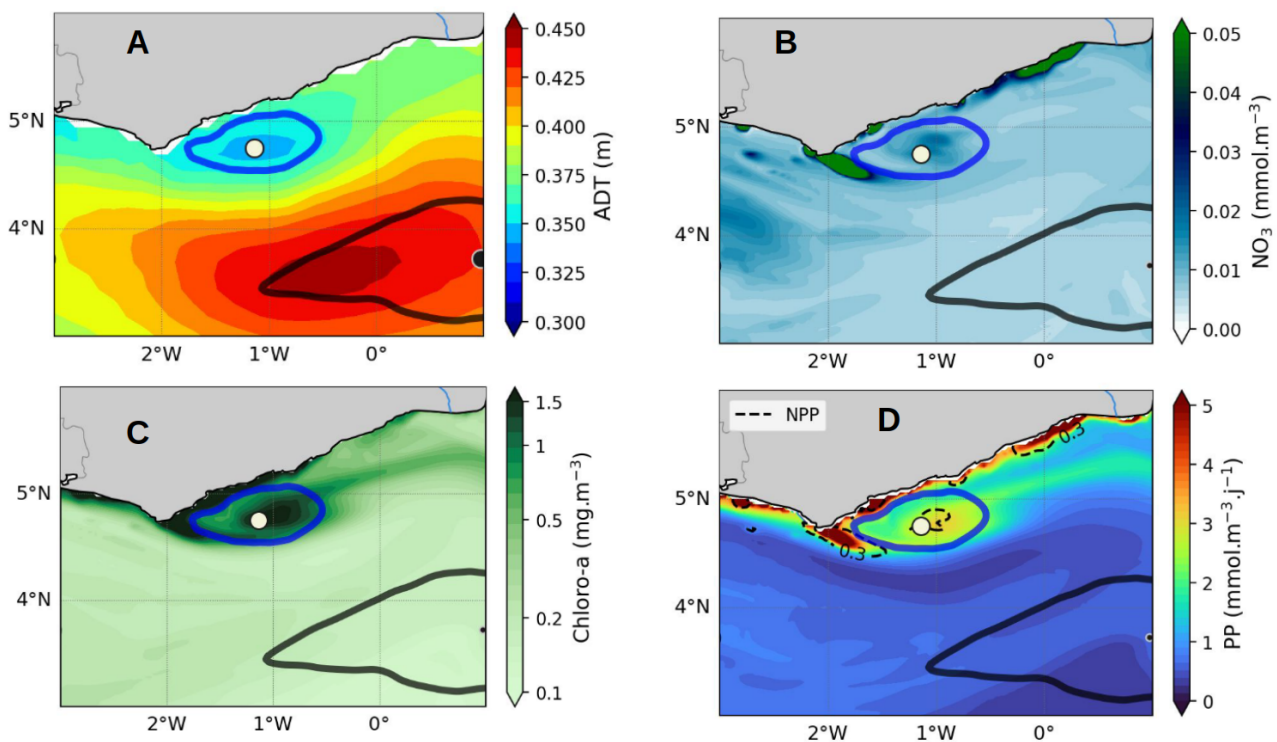 A
5°N
4°N
2°W
1°W
0°
0.450
0.425
0.400
0.375
0.350
0.325
0.300
ADT (m)
B
5°N
4°N
2°W
1°W
0°
0.05
0.04
0.03
0.02
0.01
0.00
NO₃ (mmol.m⁻³)
C
5°N
4°N
2°W
1°W
0°
1.5
1
0.5
0.2
0.1
Chloro-a (mg.m⁻³)
NPP
D
0.3
0.3
5°N
4°N
2°W
1°W
0°
5
4
3
2
1
0
PP (mmol.m⁻³.j⁻¹)